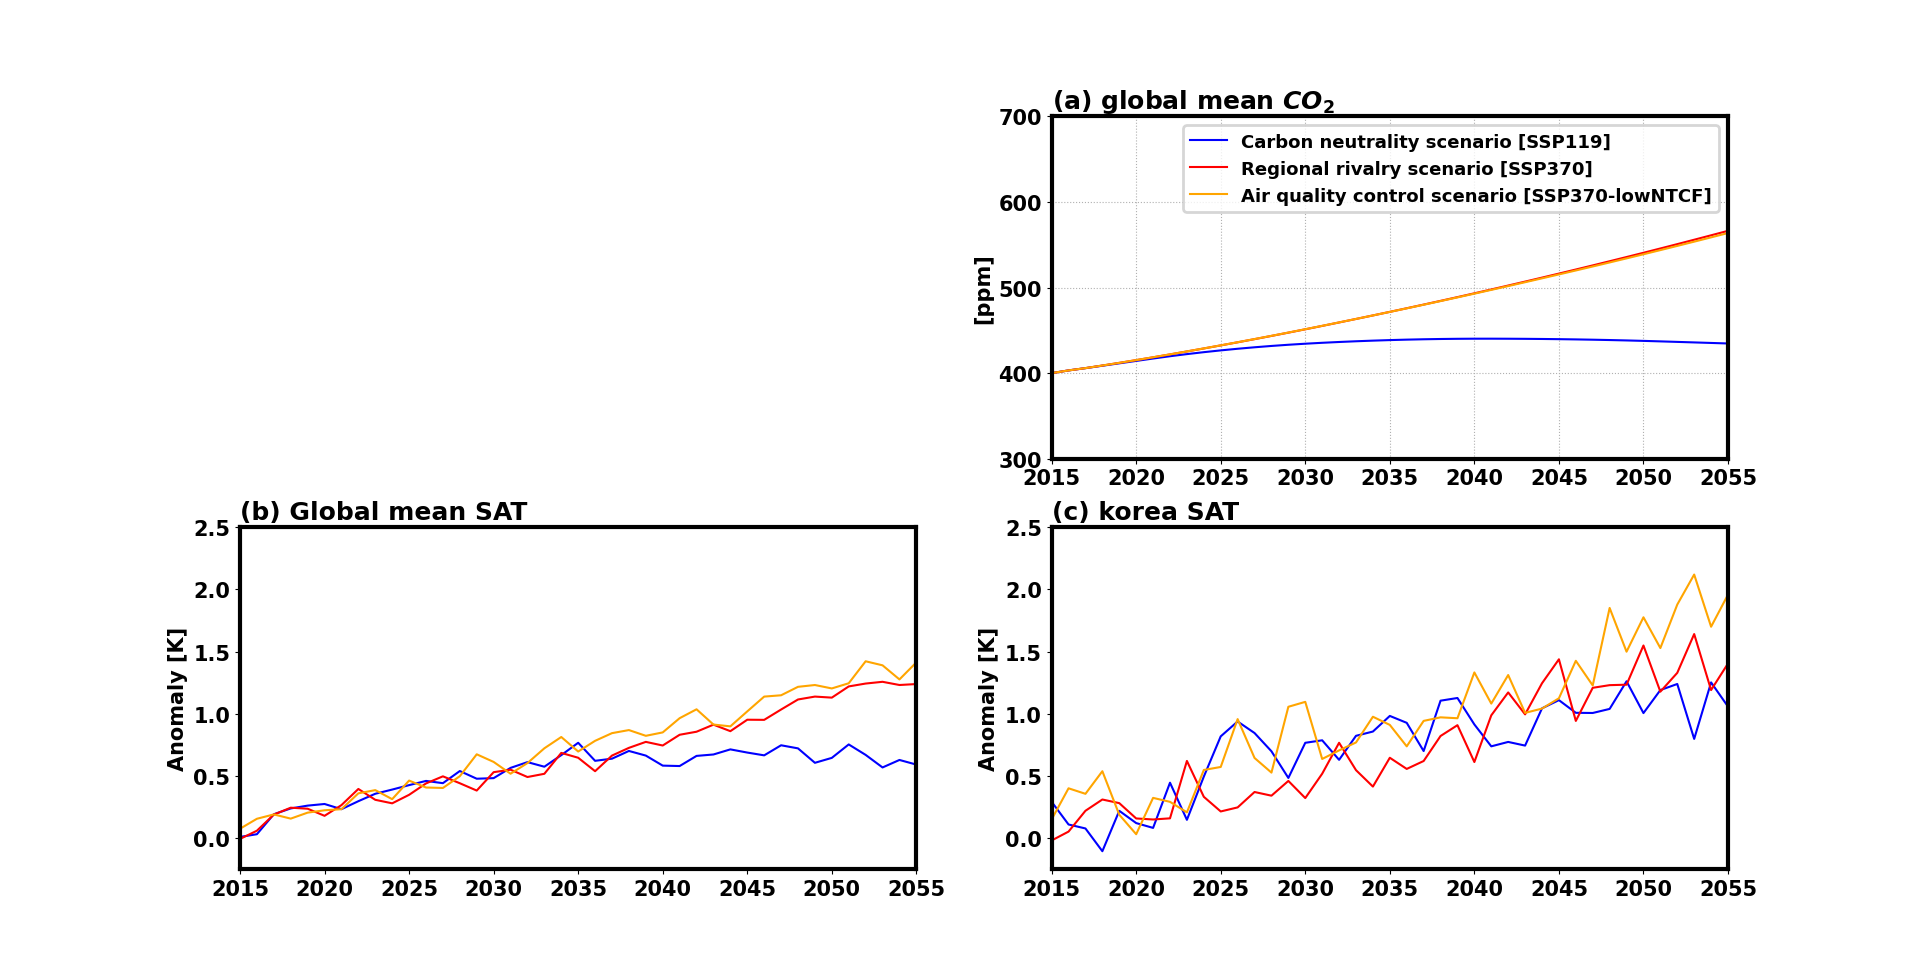 (a) global mean CO2
700
600
500
400
300
[ppm]
Carbon neutrality scenario [SSP119]
Regional rivalry scenario [SSP370]
Air quality control scenario [SSP370-lowNTCF]
2015 2020 2025 2030 2035 2040 2045 2050 2055
(b) Global mean SAT
2.5
2.0
1.5
1.0
0.5
0.0
Anomaly [K]
2015 2020 2025 2030 2035 2040 2045 2050 2055
(c) korea SAT
2.5
2.0
1.5
1.0
0.5
0.0
Anomaly [K]
2015 2020 2025 2030 2035 2040 2045 2050 2055